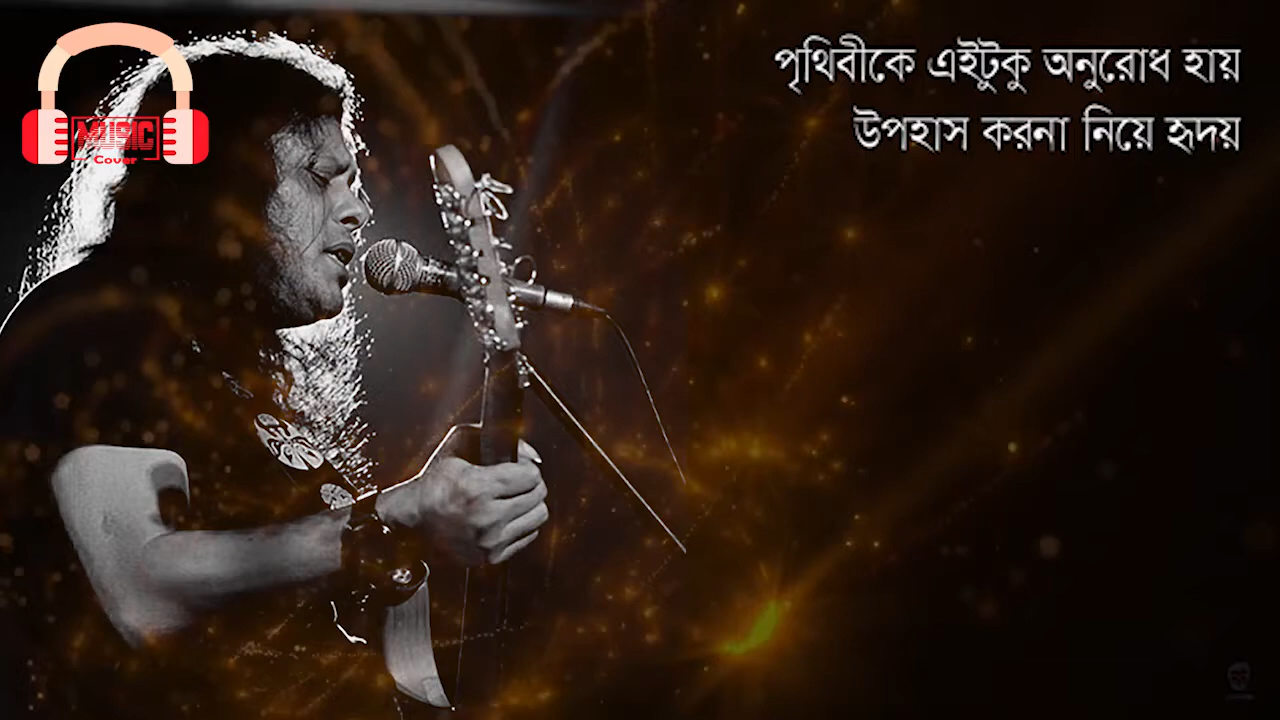 MUSIC
Cover
পৃথিবীকে এইটুকু অনুরোধ হায়
উপহাস করনা নিয়ে হৃদয়